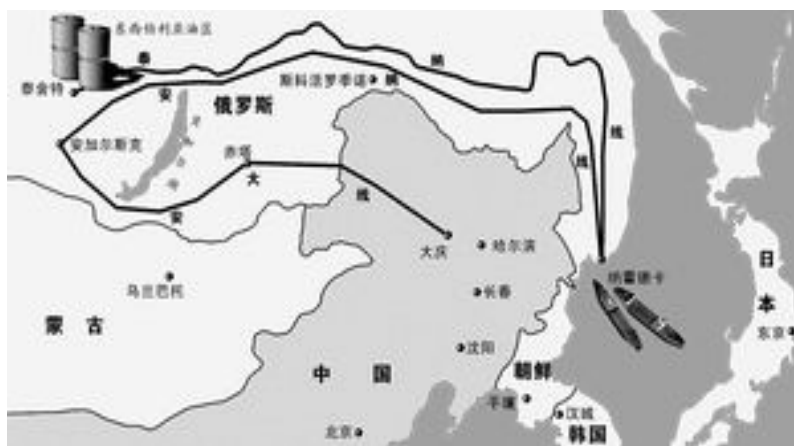 东西伯利亚油区
泰
纳
线
泰舍特
安
纳
线
斯科沃罗季诺
俄罗斯
安加尔斯克
赤塔
安
大
线
大庆
哈尔滨
长春
沈阳
北京
乌兰巴托
蒙古
中国
纳霍德卡
朝鲜
平壤
汉城
韩国
日本
东京